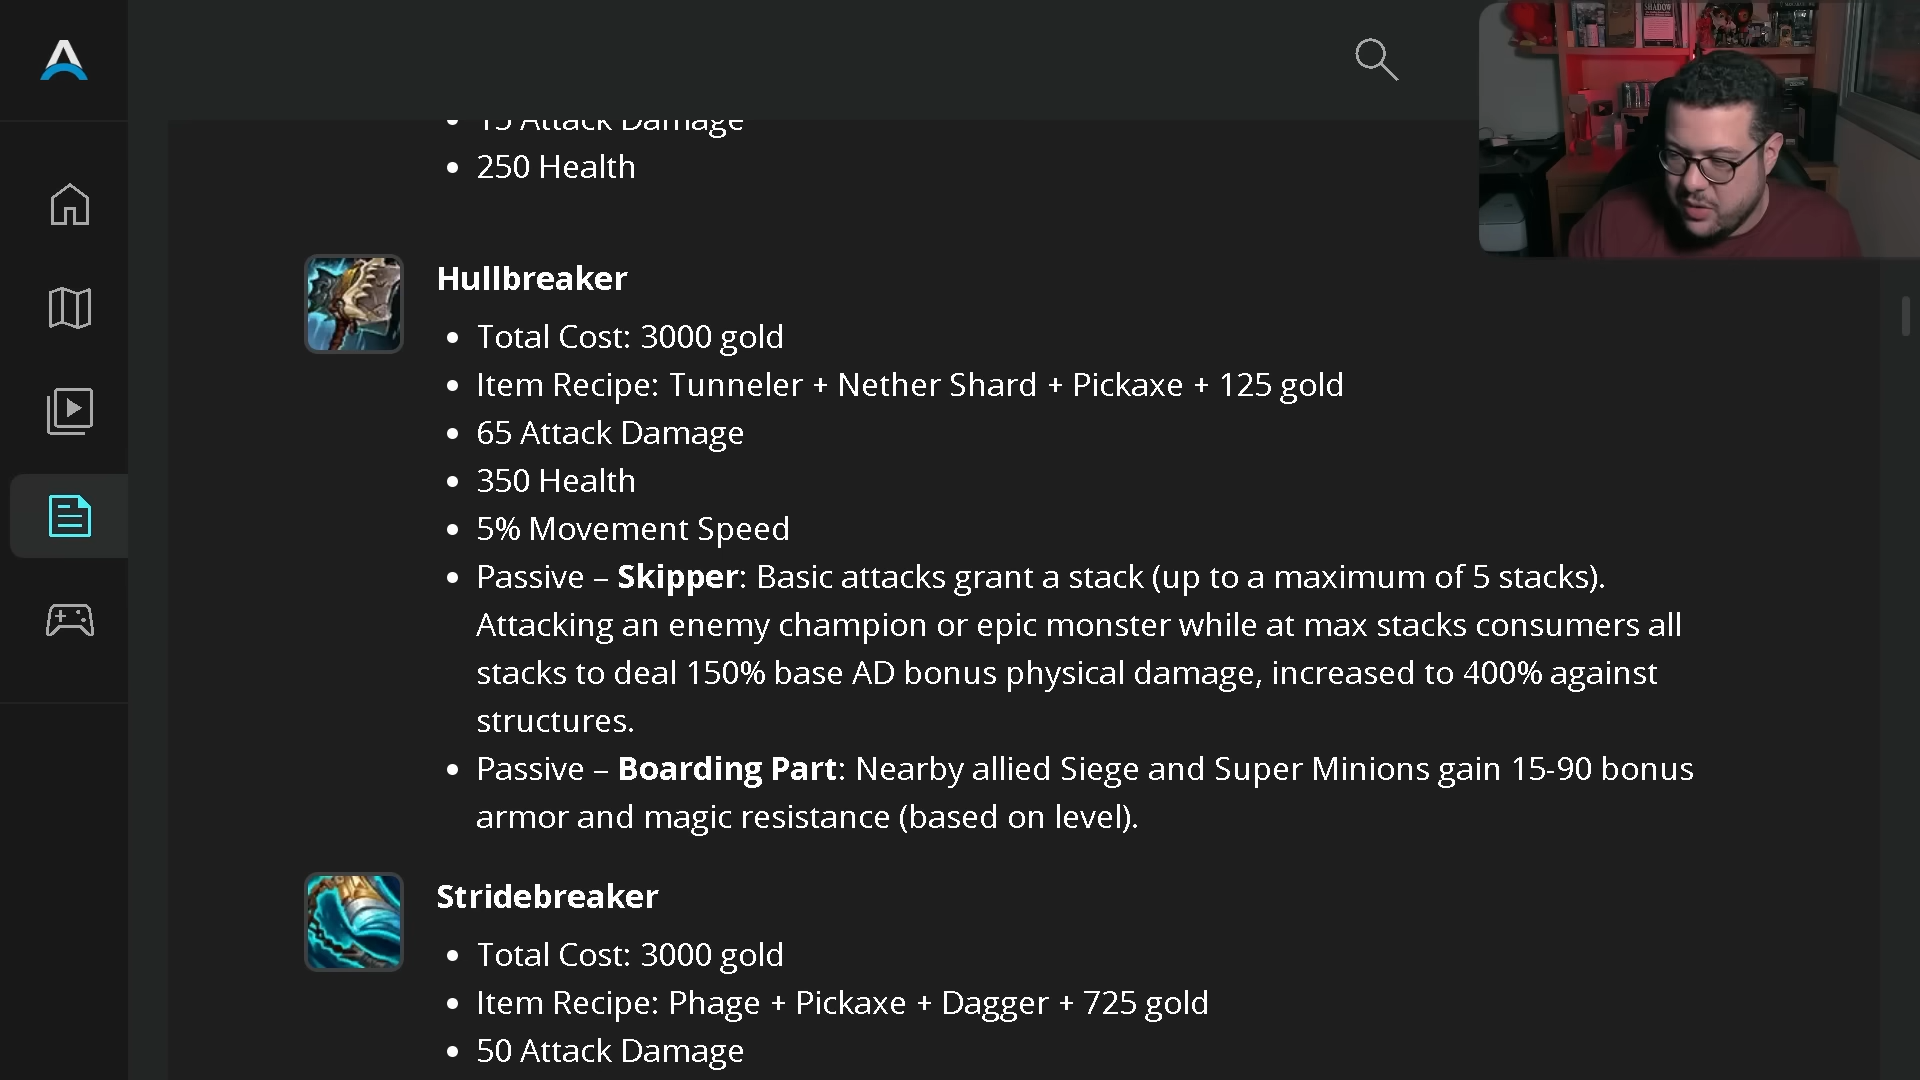 15 Attack Damage
250 Health
Hullbreaker
Total Cost: 3000 gold
Item Recipe: Tunneler + Nether Shard + Pickaxe + 125 gold
65 Attack Damage
350 Health
5% Movement Speed
Passive – Skipper: Basic attacks grant a stack (up to a maximum of 5 stacks).
Attacking an enemy champion or epic monster while at max stacks consumers all
stacks to deal 150% base AD bonus physical damage, increased to 400% against
structures.
Passive – Boarding Part: Nearby allied Siege and Super Minions gain 15-90 bonus
armor and magic resistance (based on level).
Stridebreaker
Total Cost: 3000 gold
Item Recipe: Phage + Pickaxe + Dagger + 725 gold
50 Attack Damage
SHADOW